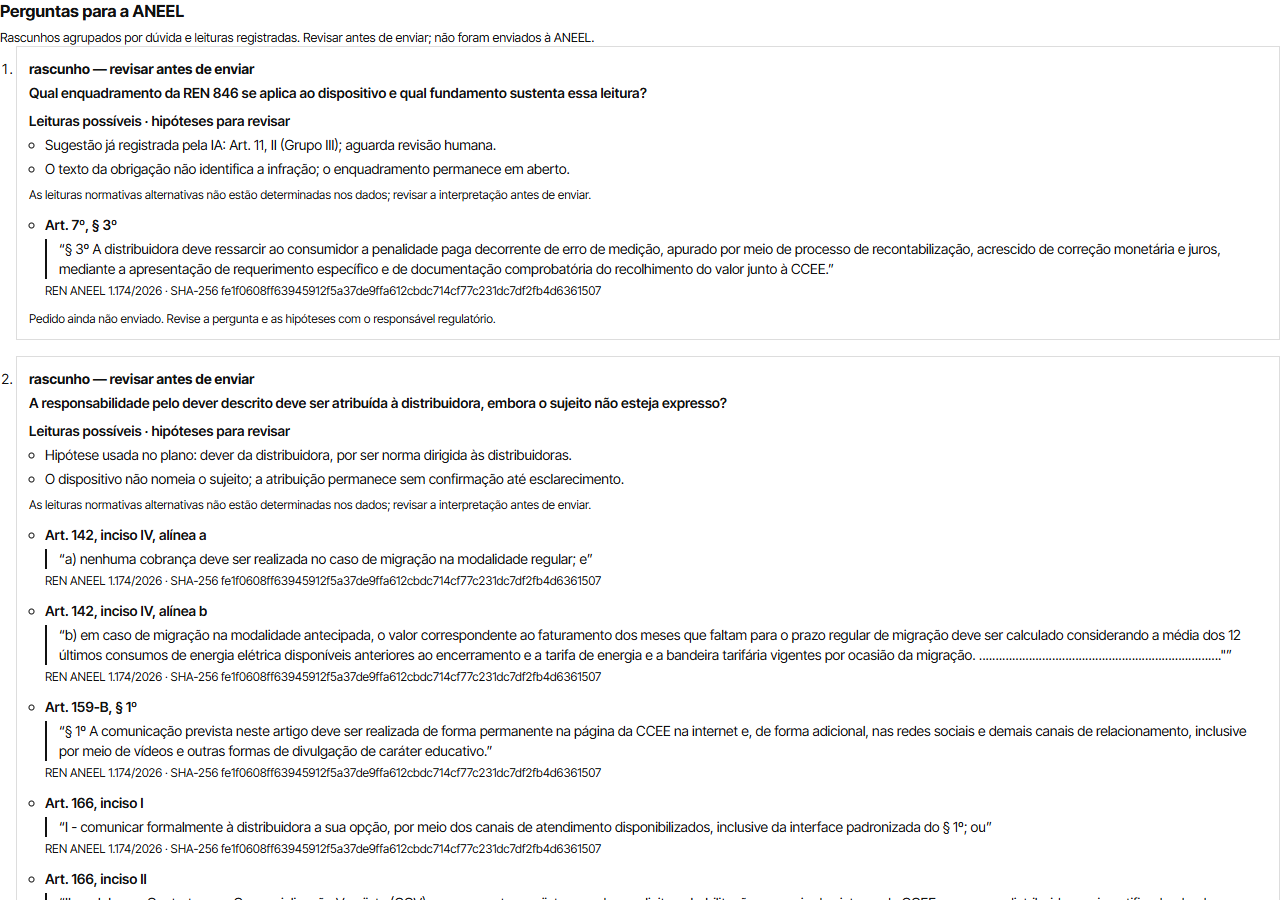 Perguntas para a ANEEL
Rascunhos agrupados por dúvida e leituras registradas. Revisar antes de enviar; não foram enviados à ANEEL.
1. rascunho — revisar antes de enviar
Qual enquadramento da REN 846 se aplica ao dispositivo e qual fundamento sustenta essa leitura?
Leituras possíveis · hipóteses para revisar
Sugestão já registrada pela IA: Art. 11, II (Grupo III); aguarda revisão humana.
O texto da obrigação não identifica a infração; o enquadramento permanece em aberto.
As leituras normativas alternativas não estão determinadas nos dados; revisar a interpretação antes de enviar.
Art. 7º, § 3º
“§ 3º A distribuidora deve ressarcir ao consumidor a penalidade paga decorrente de erro de medição, apurado por meio de processo de recontabilização, acrescido de correção monetária e juros,
mediante a apresentação de requerimento específico e de documentação comprobatória do recolhimento do valor junto à CCEE.”
REN ANEEL 1.174/2026 · SHA-256 fe1f0608ff63945912f5a37de9ffa612cbdc714cf77c231dc7df2fb4d6361507
Pedido ainda não enviado. Revise a pergunta e as hipóteses com o responsável regulatório.
2. rascunho — revisar antes de enviar
A responsabilidade pelo dever descrito deve ser atribuída à distribuidora, embora o sujeito não esteja expresso?
Leituras possíveis · hipóteses para revisar
Hipótese usada no plano: dever da distribuidora, por ser norma dirigida às distribuidoras.
O dispositivo não nomeia o sujeito; a atribuição permanece sem confirmação até esclarecimento.
As leituras normativas alternativas não estão determinadas nos dados; revisar a interpretação antes de enviar.
Art. 142, inciso IV, alínea a
“a) nenhuma cobrança deve ser realizada no caso de migração na modalidade regular; e”
REN ANEEL 1.174/2026 · SHA-256 fe1f0608ff63945912f5a37de9ffa612cbdc714cf77c231dc7df2fb4d6361507
Art. 142, inciso IV, alínea b
“b) em caso de migração na modalidade antecipada, o valor correspondente ao faturamento dos meses que faltam para o prazo regular de migração deve ser calculado considerando a média dos 12
últimos consumos de energia elétrica disponíveis anteriores ao encerramento e a tarifa de energia e a bandeira tarifária vigentes por ocasião da migração. .........................................................................."”
REN ANEEL 1.174/2026 · SHA-256 fe1f0608ff63945912f5a37de9ffa612cbdc714cf77c231dc7df2fb4d6361507
Art. 159-B, § 1º
“§ 1º A comunicação prevista neste artigo deve ser realizada de forma permanente na página da CCEE na internet e, de forma adicional, nas redes sociais e demais canais de relacionamento, inclusive
por meio de vídeos e outras formas de divulgação de caráter educativo.”
REN ANEEL 1.174/2026 · SHA-256 fe1f0608ff63945912f5a37de9ffa612cbdc714cf77c231dc7df2fb4d6361507
Art. 166, inciso I
“I - comunicar formalmente à distribuidora a sua opção, por meio dos canais de atendimento disponibilizados, inclusive da interface padronizada do § 1º; ou”
REN ANEEL 1.174/2026 · SHA-256 fe1f0608ff63945912f5a37de9ffa612cbdc714cf77c231dc7df2fb4d6361507
Art. 166, inciso II